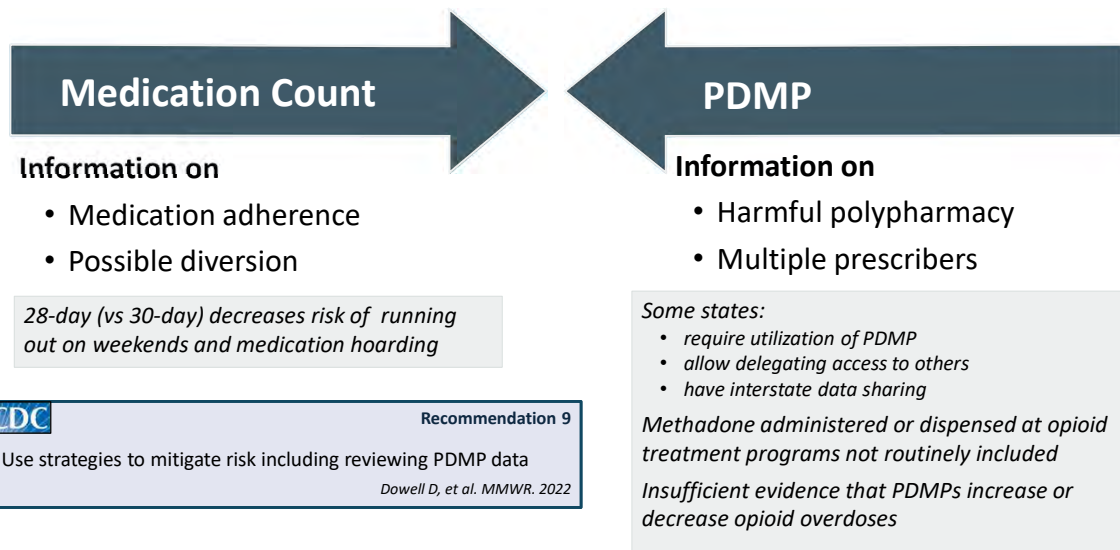 Medication Count
Information on
• Medication adherence
• Possible diversion
28-day (vs 30-day) decreases risk of running
out on weekends and medication hoarding
CDC
Recommendation 9
Use strategies to mitigate risk including reviewing PDMP data
Dowell D, et al. MMWR. 2022
PDMP
Information on
• Harmful polypharmacy
• Multiple prescribers
Some states:
• require utilization of PDMP
• allow delegating access to others
• have interstate data sharing
Methadone administered or dispensed at opioid
treatment programs not routinely included
Insufficient evidence that PDMPs increase or
decrease opioid overdoses